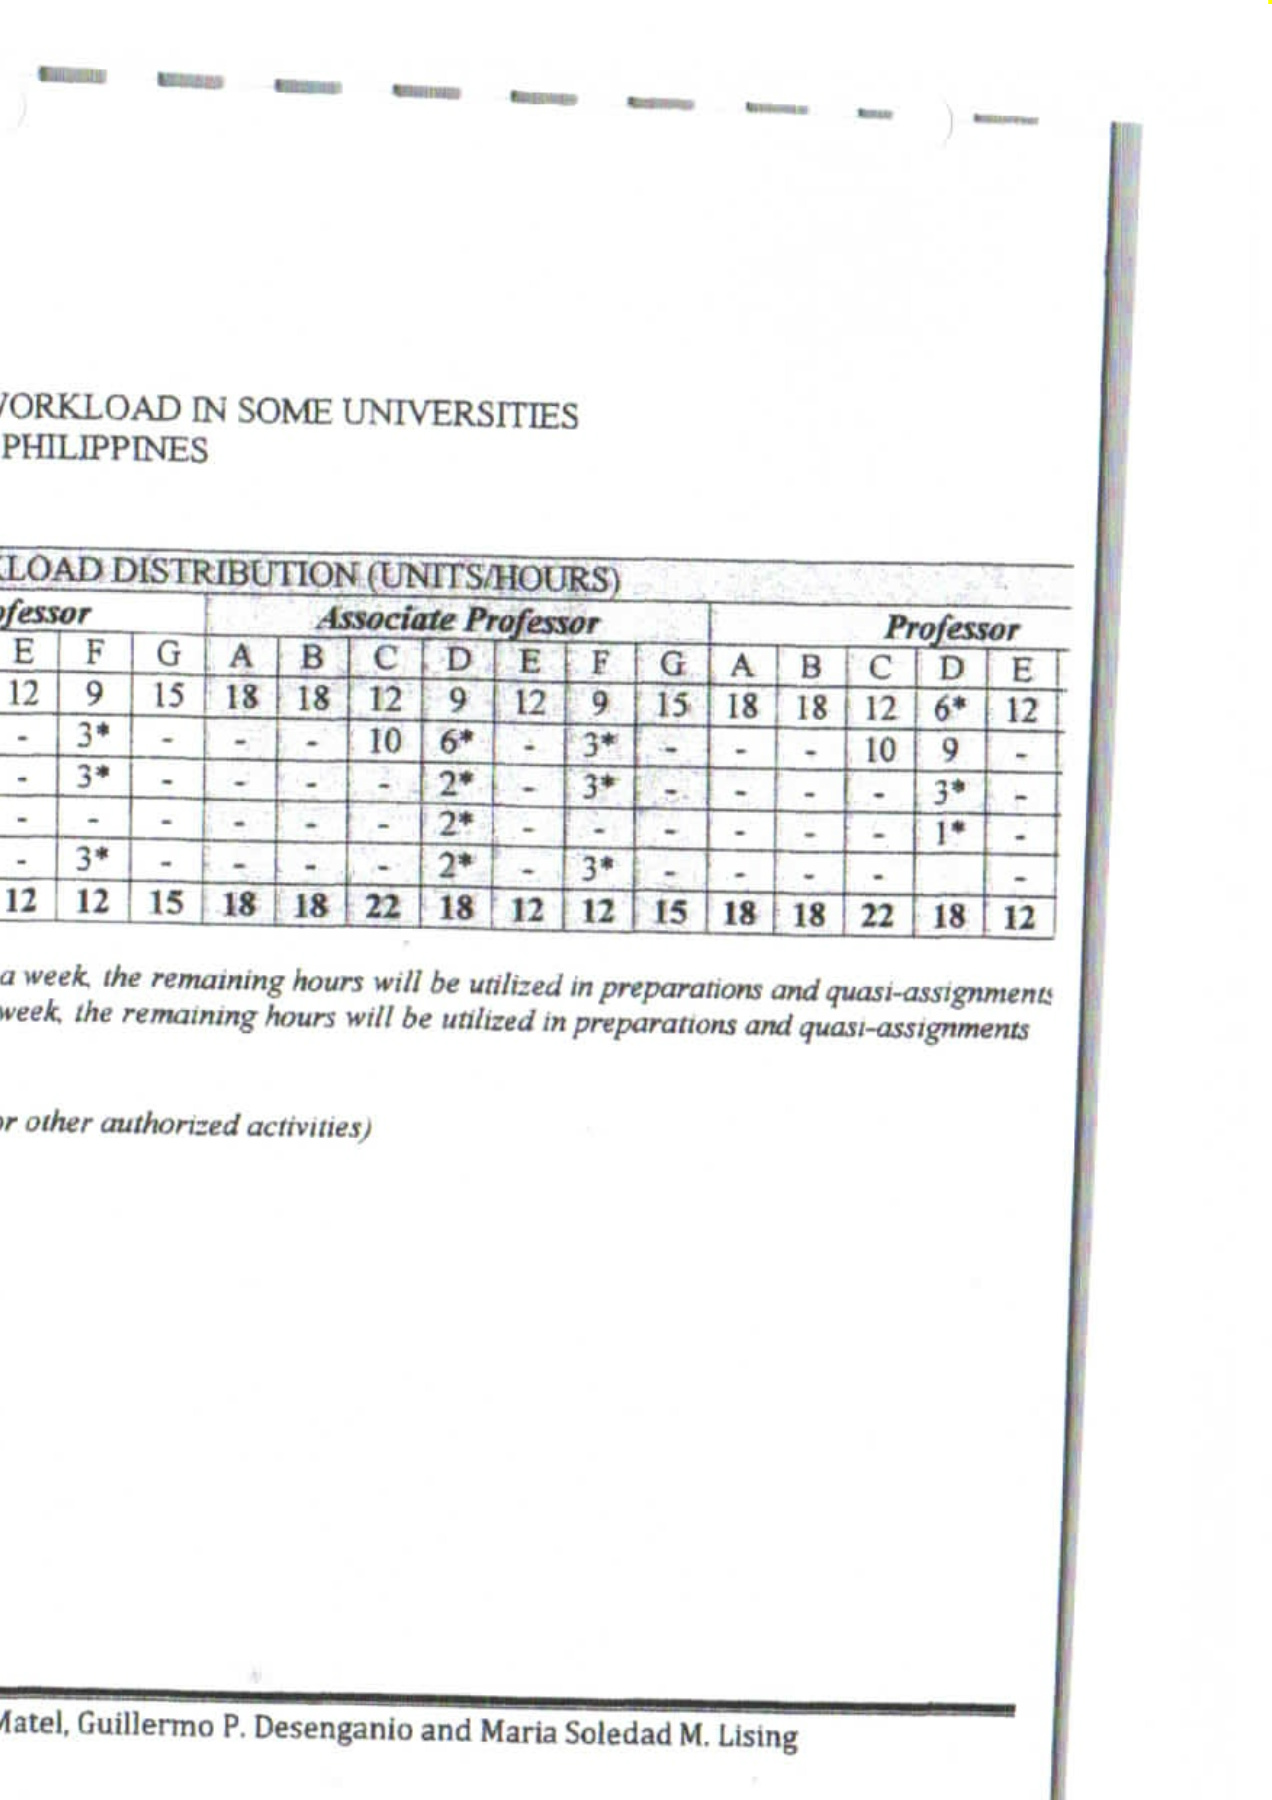 WORKLOAD IN SOME UNIVERSITIES
PHILIPPINES
LOAD DISTRIBUTION (UNITS/HOURS)
ofessor Associate Professor Professor
E F G A B C D E F G A B C D E
12 9 15 18 18 12 9 12 9 15 18 18 12 6* 12
- 3* - - - 10 6* - 3* - - - 10 9 -
- 3* - - - - 2* - 3* - - - - 3* -
- - - - - - 2* - - - - - - 1* -
- 3* - - - - 2* - 3* - - - - -
12 12 15 18 18 22 18 12 12 15 18 18 22 18 12
a week, the remaining hours will be utilized in preparations and quasi-assignments
week, the remaining hours will be utilized in preparations and quasi-assignments
or other authorized activities)
Matel, Guillermo P. Desenganio and Maria Soledad M. Lising